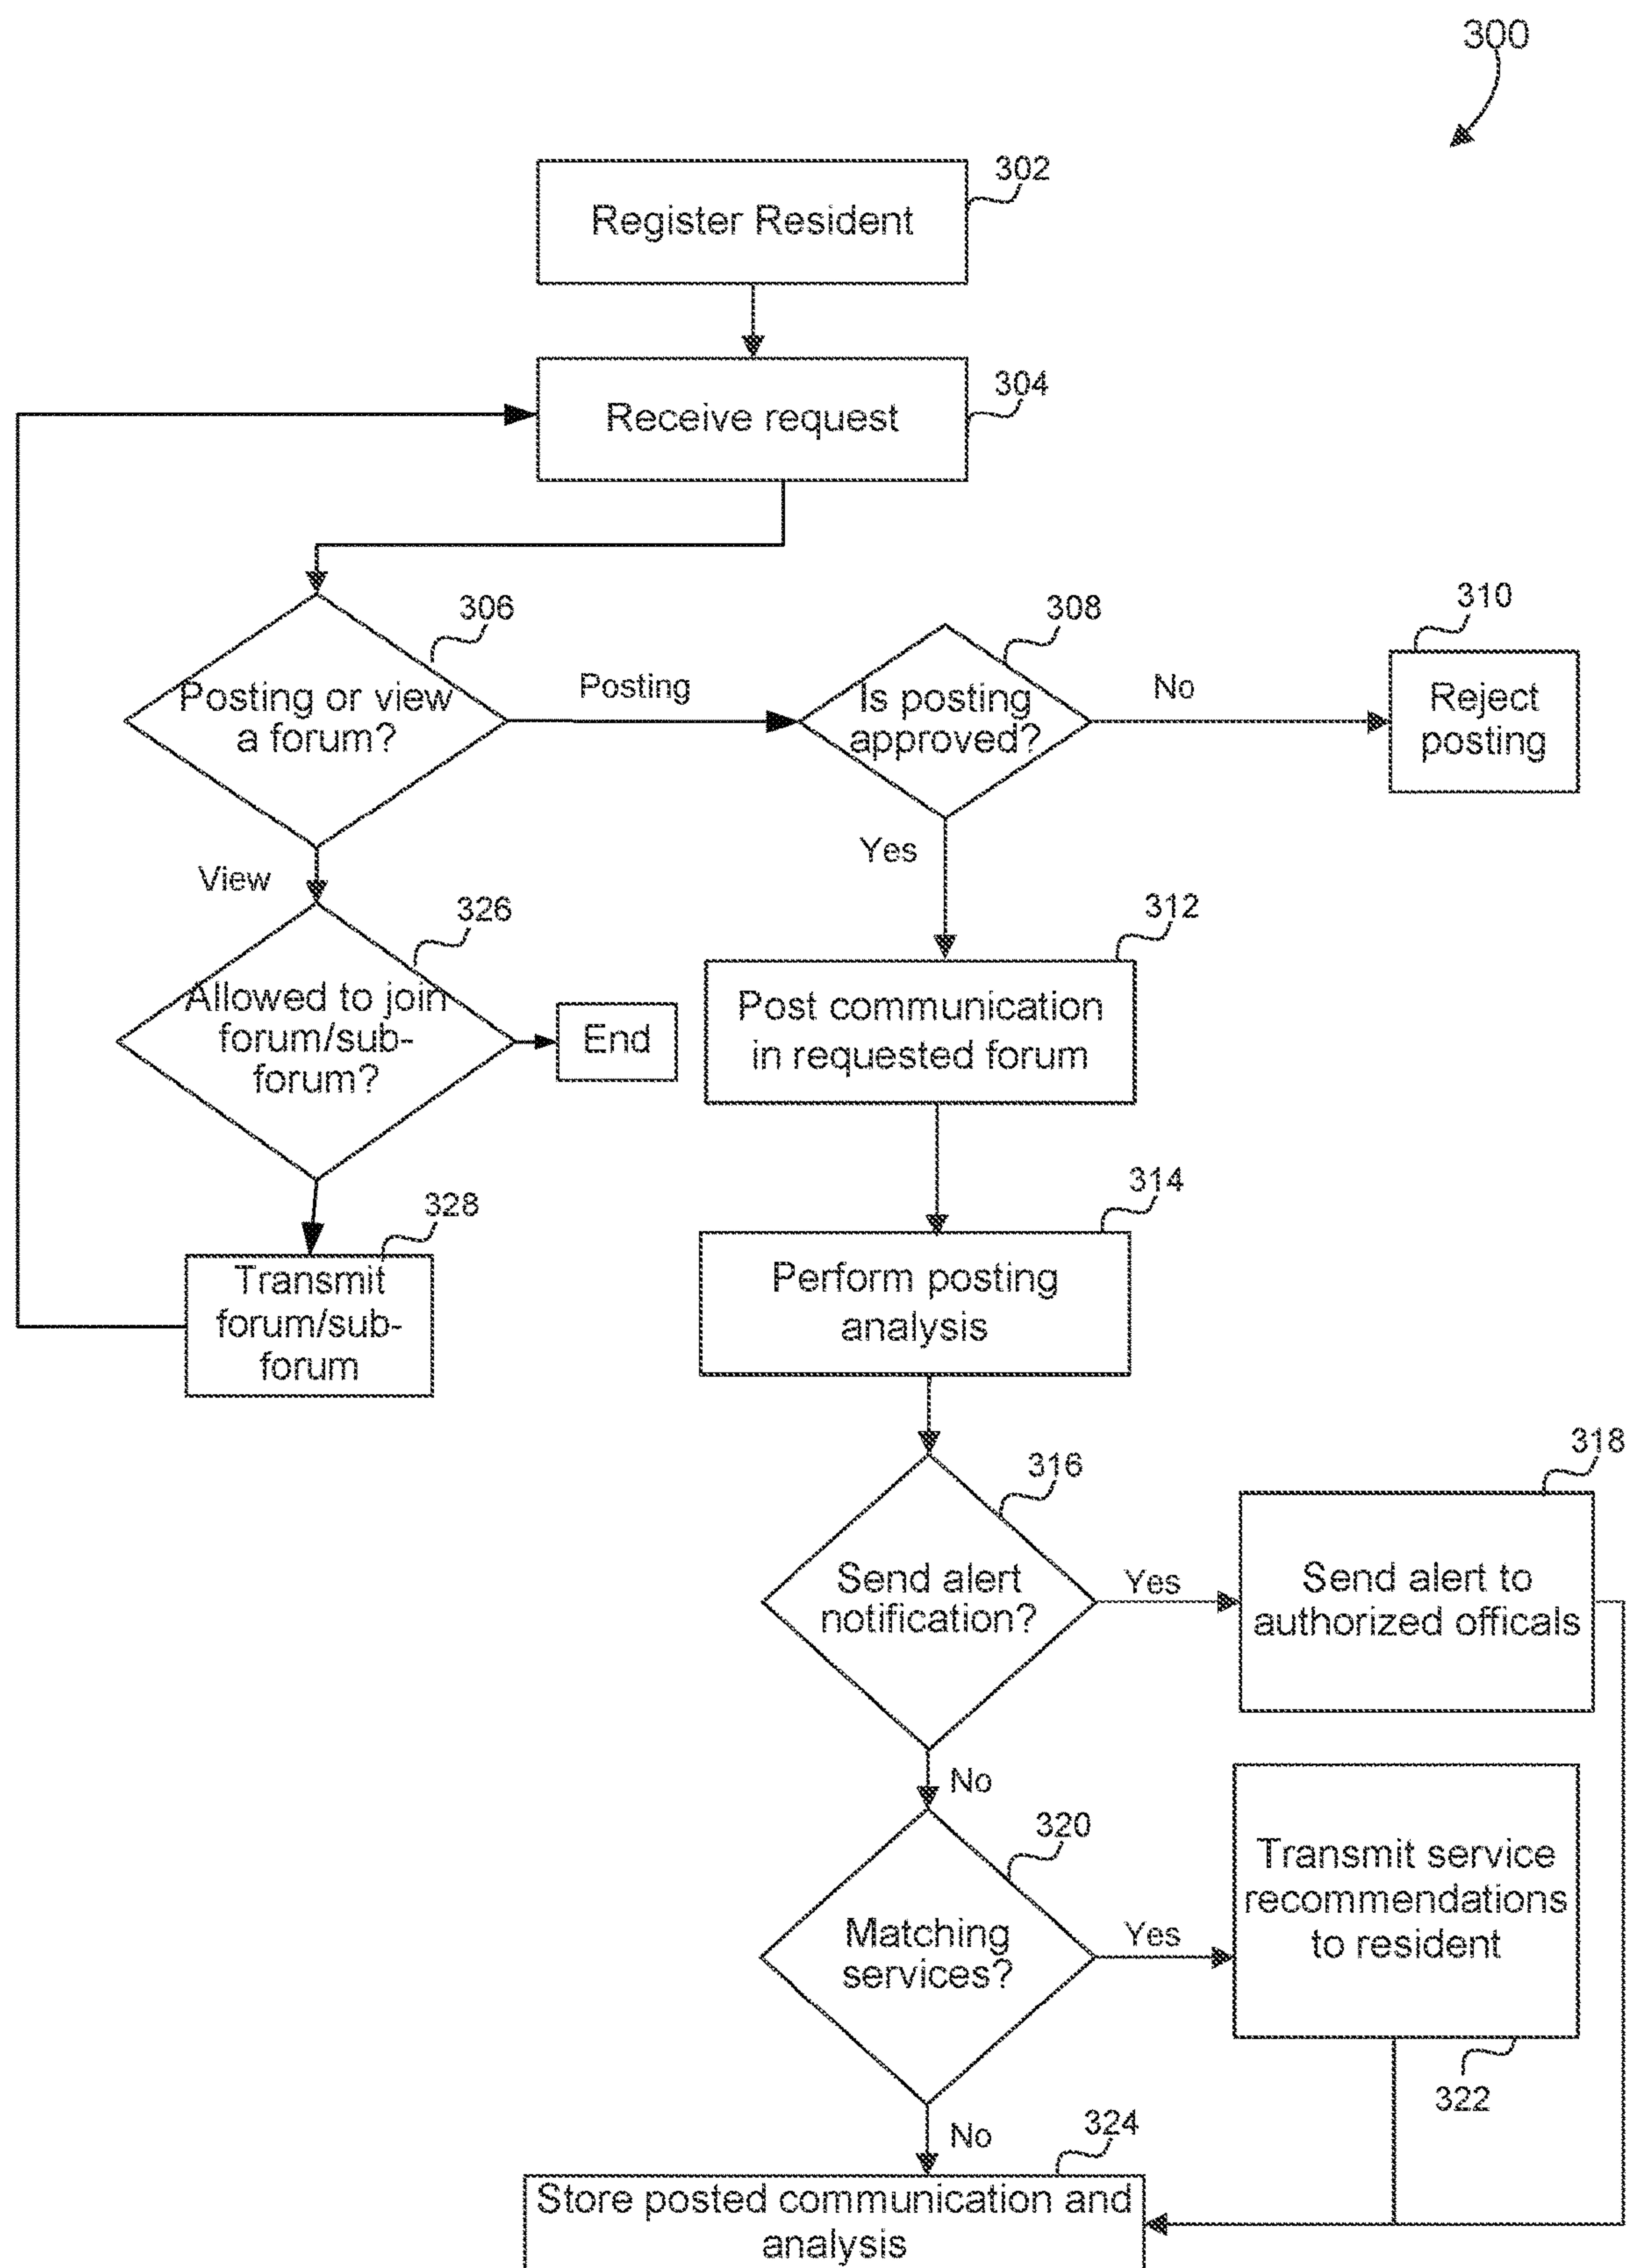 300
302
Register Resident
304
Receive request
306
Posting or view
a forum?
Posting
308
Is posting
approved?
No
310
Reject
posting
Yes
View
326
Allowed to join
forum/sub-
forum?
End
312
Post communication
in requested forum
328
Transmit
forum/sub-
forum
314
Perform posting
analysis
316
Send alert
notification?
Yes
318
Send alert to
authorized officals
No
320
Matching
services?
Yes
Transmit service
recommendations
to resident
322
No
324
Store posted communication and
analysis